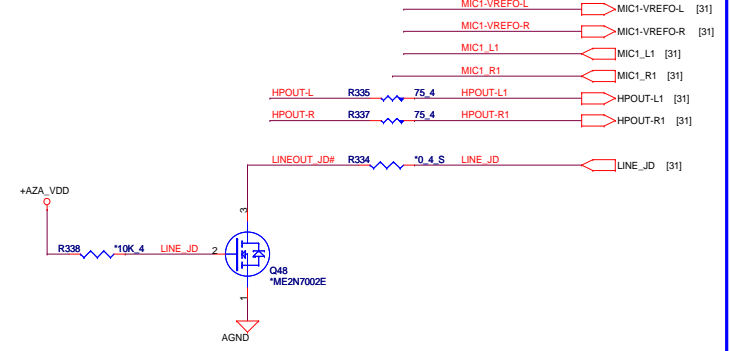 MIC1-VREFO-L MIC1-VREFO-L [31]
MIC1-VREFO-R MIC1-VREFO-R [31]
MIC1_L1 MIC1_L1 [31]
MIC1_R1 MIC1_R1 [31]
HPOUT-L R335 75_4 HPOUT-L1 HPOUT-L1 [31]
HPOUT-R R337 75_4 HPOUT-R1 HPOUT-R1 [31]
LINEOUT_JD# R334 *0_4_S LINE_JD LINE_JD [31]
+AZA_VDD
3
R338 *10K_4 LINE_JD 2
Q48
*ME2N7002E
1
AGND